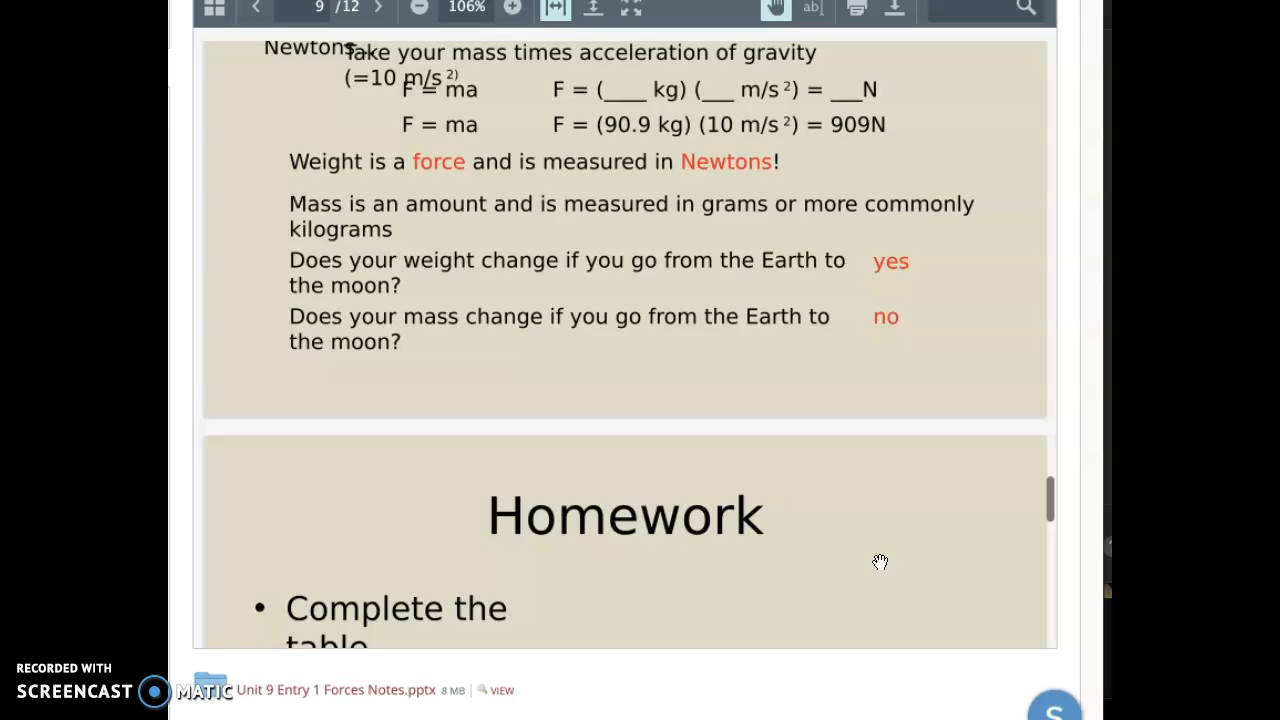 9 /12 106% ab|
Newtons
Take your mass times acceleration of gravity
(=10 m/s 2)
F = ma F = (____ kg) (___ m/s 2) = ___N
F = ma F = (90.9 kg) (10 m/s 2) = 909N
Weight is a force and is measured in Newtons!
Mass is an amount and is measured in grams or more commonly
kilograms
Does your weight change if you go from the Earth to yes
the moon?
Does your mass change if you go from the Earth to no
the moon?
Homework
• Complete the
table
RECORDED WITH
SCREENCAST MATIC
Unit 9 Entry 1 Forces Notes.pptx 8 MB VIEW
S